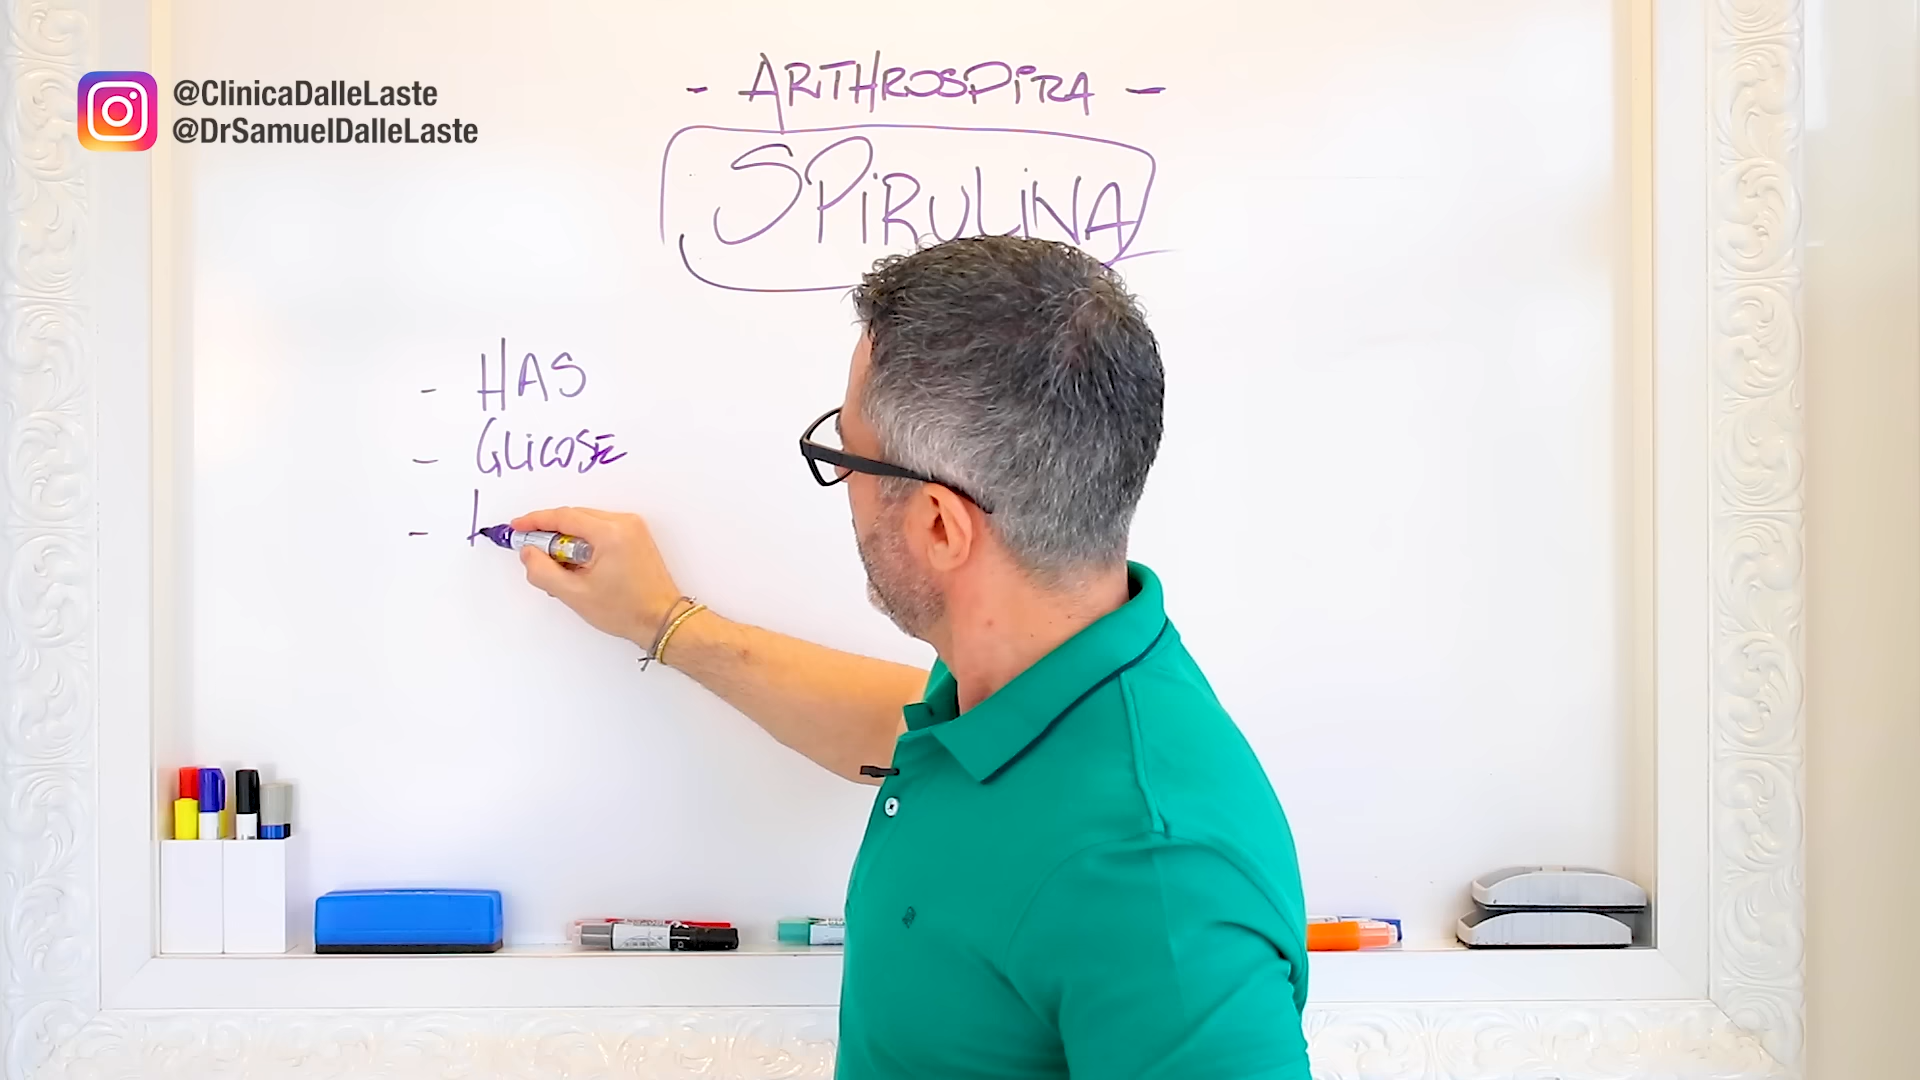 @ClinicaDalleLaste
@DrSamuelDalleLaste
- ARTHROSPIRA -
SPIRULINA
- HAS
- GLICOSE
-